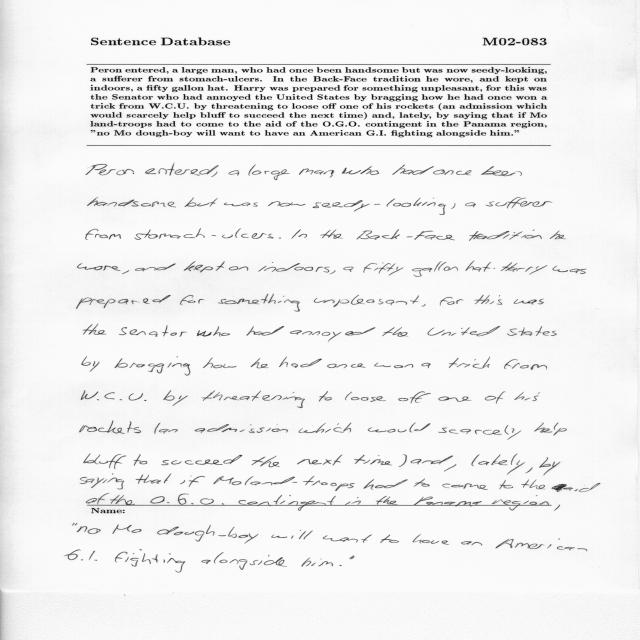 Sentence Database M02-083
Peron entered, a large man, who had once been handsome but was now seedy-looking,
a sufferer from stomach-ulcers. In the Back-Face tradition he wore, and kept on
indoors, a fifty gallon hat. Harry was prepared for something unpleasant, for this was
the Senator who had annoyed the United States by bragging how he had once won a
trick from W.C.U. by threatening to loose off one of his rockets (an admission which
would scarcely help bluff to succeed the next time) and, lately, by saying that if Mo
land-troops had to come to the aid of the O.G.O. contingent in the Panama region,
"no Mo dough-boy will want to have an American G.I. fighting alongside him."
Peron entered, a large man, who had once been
handsome but was now seedy-looking, a sufferer
from stomach-ulcers. In the Back-Face tradition he
wore, and kept on indoors, a fifty gallon hat. Harry was
prepared for something unpleasant, for this was
the Senator who had annoyed the United States
by bragging how he had once won a trick from
W.C.U. by threatening to loose off one of his
rockets (an admission which would scarcely help
bluff to succeed the next time) and, lately, by
saying that if Mo land-troops had to come to the aid
of the O.G.O. contingent in the Panama region,
Name:
"no Mo dough-boy will want to have an American
G.I. fighting alongside him."